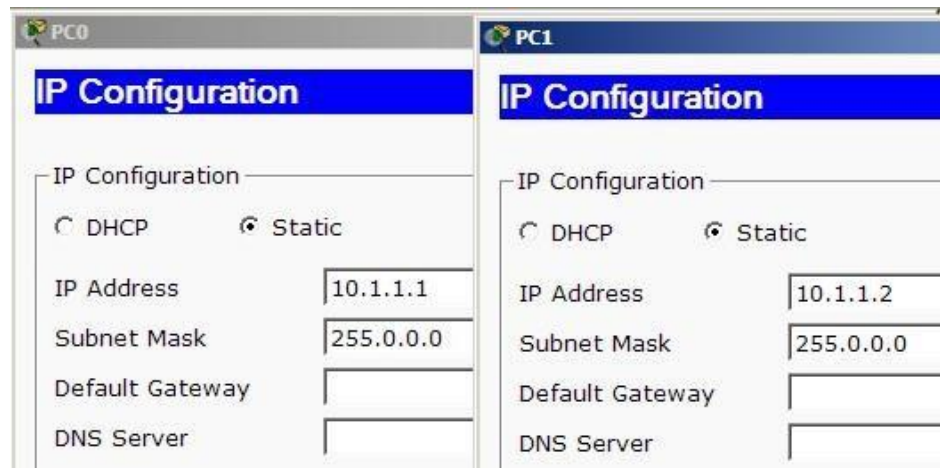 PC0
IP Configuration
IP Configuration
DHCP Static
IP Address 10.1.1.1
Subnet Mask 255.0.0.0
Default Gateway
DNS Server
PC1
IP Configuration
IP Configuration
DHCP Static
IP Address 10.1.1.2
Subnet Mask 255.0.0.0
Default Gateway
DNS Server